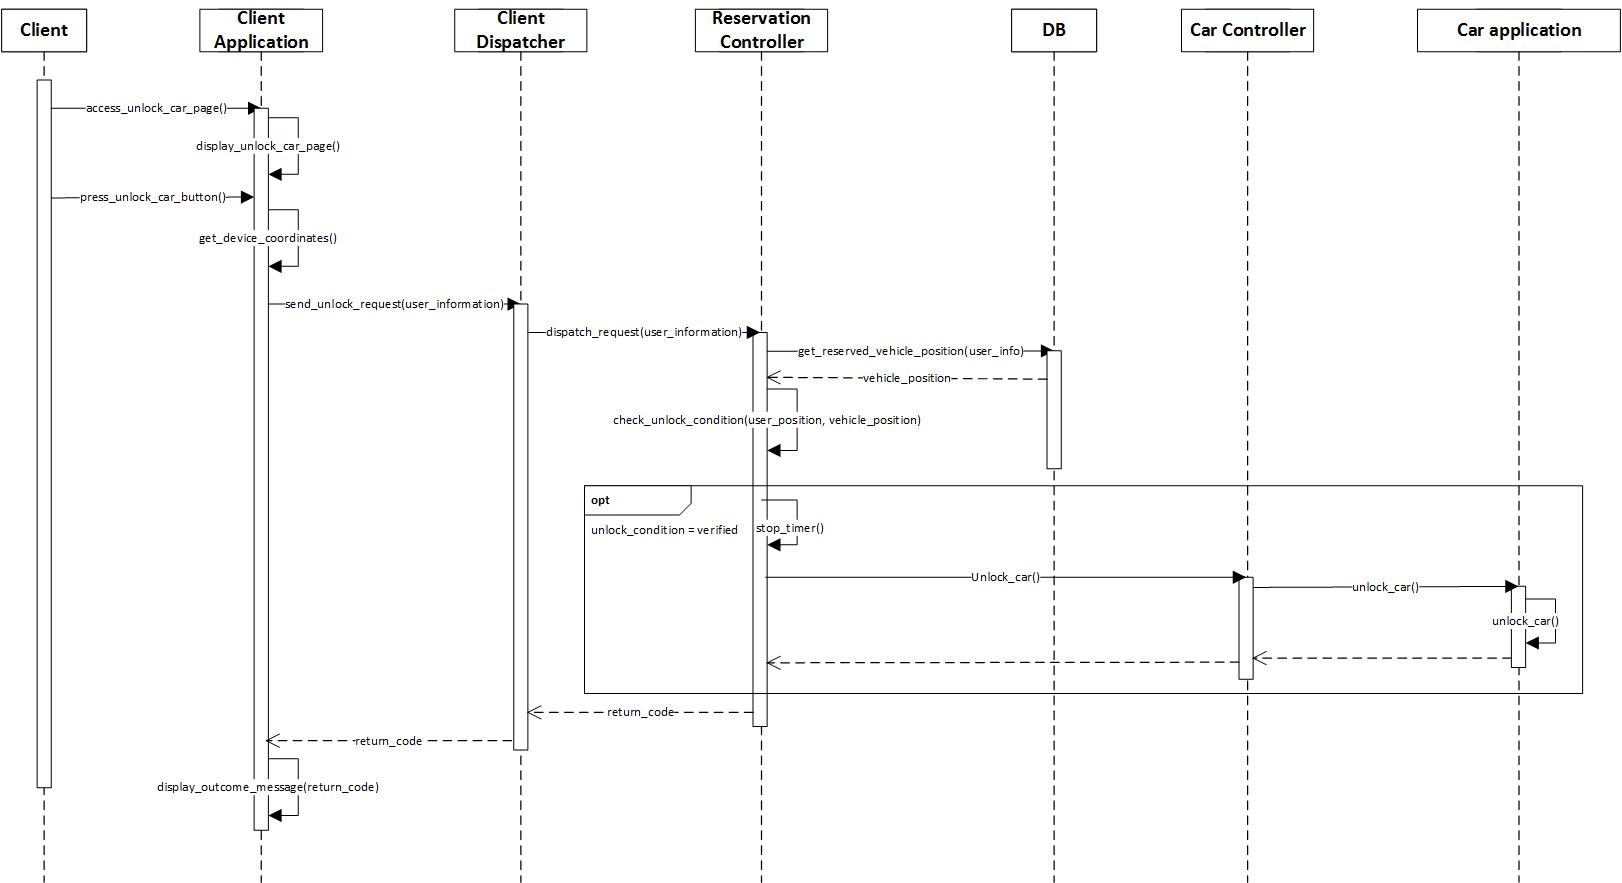 Client
Client
Application
Client
Dispatcher
Reservation
Controller
DB
Car Controller
Car application
access_unlock_car_page()
display_unlock_car_page()
press_unlock_car_button()
get_device_coordinates()
send_unlock_request(user_information)
dispatch_request(user_information)
get_reserved_vehicle_position(user_info)
vehicle_position
check_unlock_condition(user_position, vehicle_position)
opt
unlock_condition = verified
stop_timer()
Unlock_car()
unlock_car()
unlock_car()
return_code
return_code
display_outcome_message(return_code)